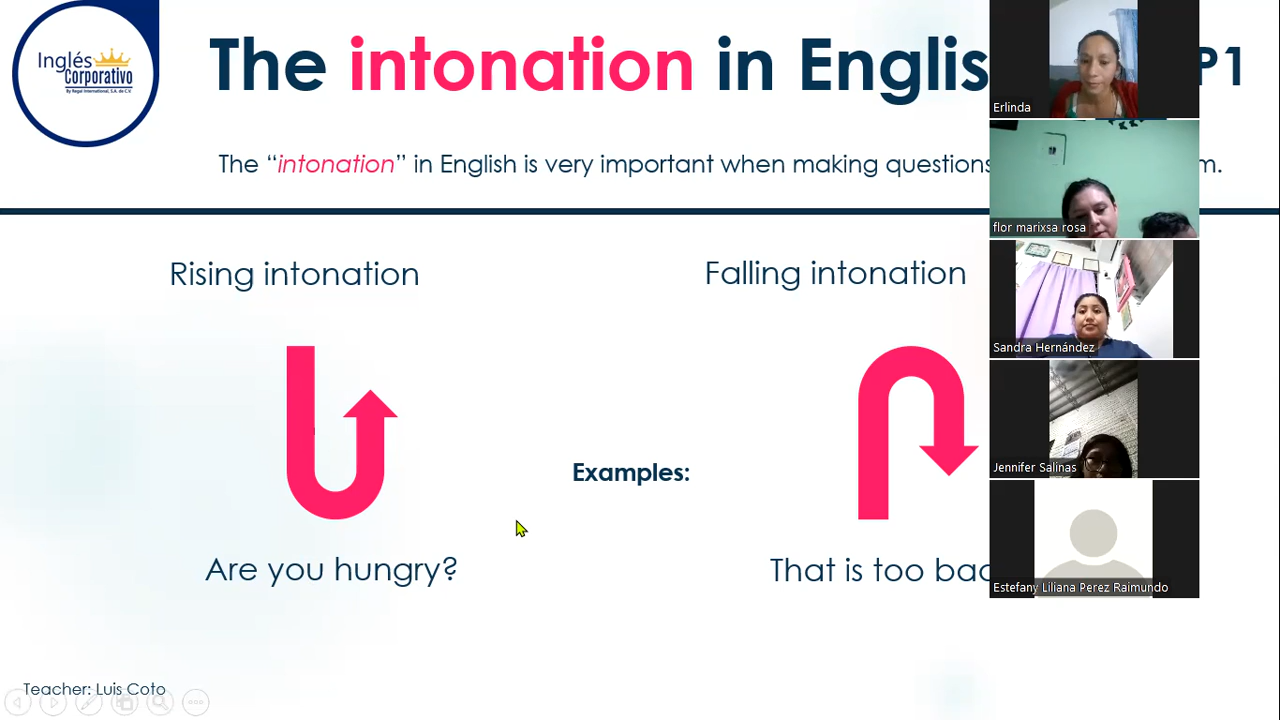 Inglés
Corporativo
By Regal International, S.A. de C.V
The intonation in Englis
P1
The “intonation” in English is very important when making questions
m.
Rising intonation
Falling intonation
Examples:
Are you hungry?
That is too bad
Teacher: Luis Coto
Erlinda
flor marixsa rosa
Sandra Hernández
Jennifer Salinas
Estefany Liliana Perez Raimundo